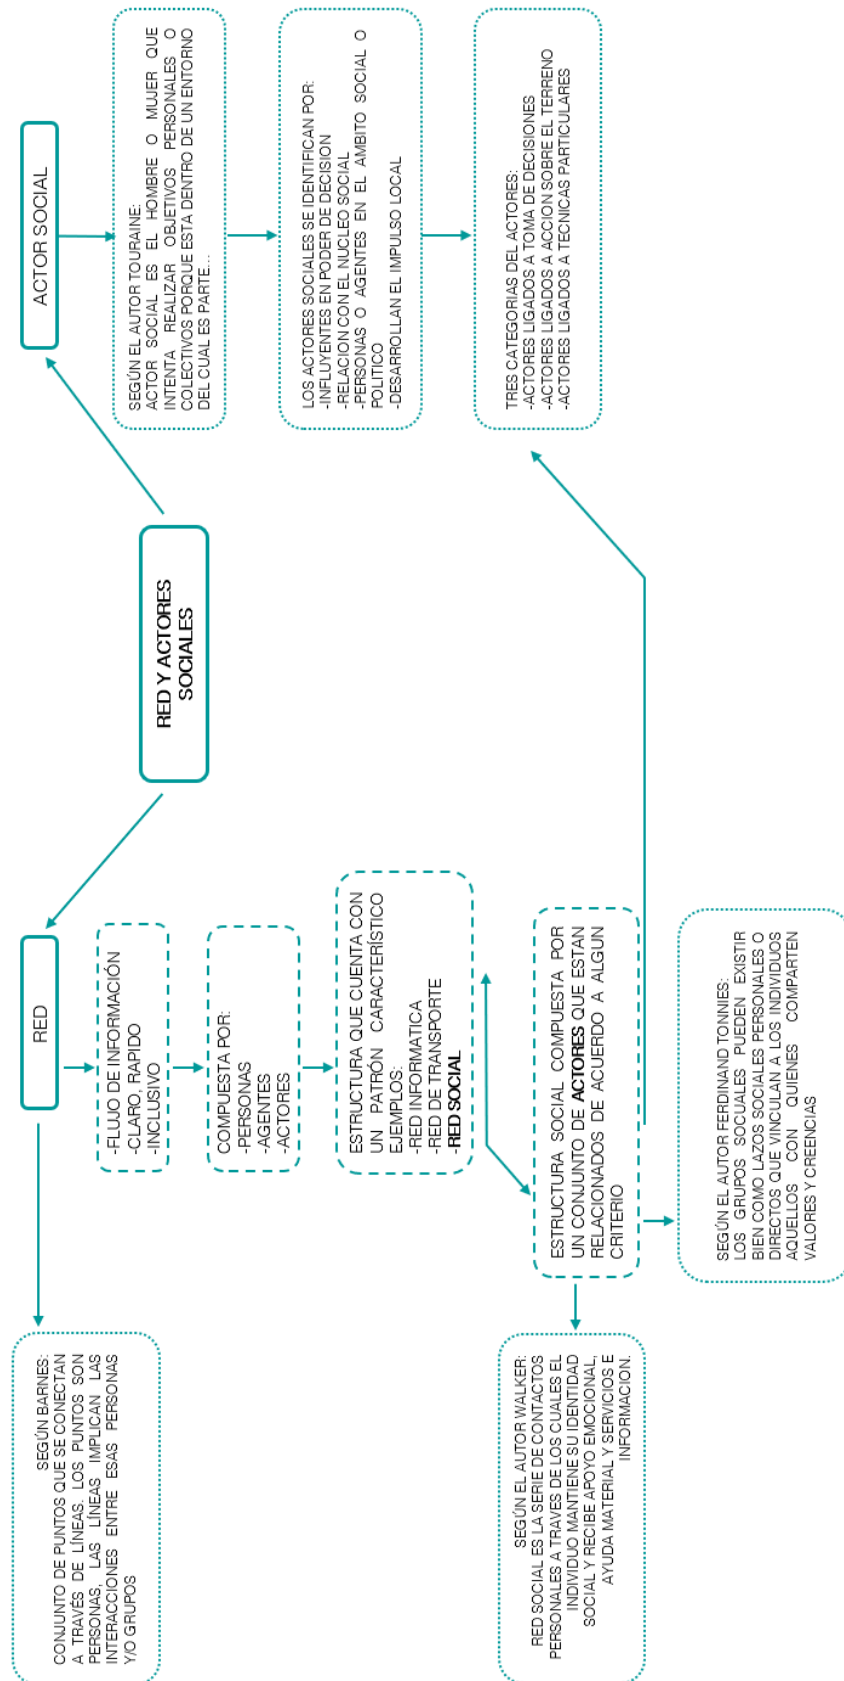 RED Y ACTORES
SOCIALES
RED
SEGÚN BARNES:
CONJUNTO DE PUNTOS QUE SE CONECTAN
A TRAVÉS DE LÍNEAS. LOS PUNTOS SON
PERSONAS, LAS LÍNEAS IMPLICAN LAS
INTERACCIONES ENTRE ESAS PERSONAS
Y/O GRUPOS
-FLUJO DE INFORMACIÓN
-CLARO, RAPIDO
-INCLUSIVO
COMPUESTA POR:
-PERSONAS
-AGENTES
-ACTORES
ESTRUCTURA QUE CUENTA CON
UN PATRÓN CARACTERÍSTICO
EJEMPLOS:
-RED INFORMATICA
-RED DE TRANSPORTE
-RED SOCIAL
ESTRUCTURA SOCIAL COMPUESTA POR
UN CONJUNTO DE ACTORES QUE ESTAN
RELACIONADOS DE ACUERDO A ALGUN
CRITERIO
SEGÚN EL AUTOR WALKER:
RED SOCIAL ES LA SERIE DE CONTACTOS
PERSONALES A TRAVES DE LOS CUALES EL
INDIVIDUO MANTIENE SU IDENTIDAD
SOCIAL Y RECIBE APOYO EMOCIONAL,
AYUDA MATERIAL Y SERVICIOS E
INFORMACION.
SEGÚN EL AUTOR FERDINAND TONNIES:
LOS GRUPOS SOCUALES PUEDEN EXISTIR
BIEN COMO LAZOS SOCIALES PERSONALES O
DIRECTOS QUE VINCULAN A LOS INDIVIDUOS
AQUELLOS CON QUIENES COMPARTEN
VALORES Y CREENCIAS
ACTOR SOCIAL
SEGÚN EL AUTOR TOURAINE:
ACTOR SOCIAL ES EL HOMBRE O MUJER QUE
INTENTA REALIZAR OBJETIVOS PERSONALES O
COLECTIVOS PORQUE ESTA DENTRO DE UN ENTORNO
DEL CUAL ES PARTE...
LOS ACTORES SOCIALES SE IDENTIFICAN POR:
-INFLUYENTES EN PODER DE DECISION
-RELACION CON EL NUCLEO SOCIAL
-PERSONAS O AGENTES EN EL AMBITO SOCIAL O
POLITICO
-DESARROLLAN EL IMPULSO LOCAL
TRES CATEGORIAS DEL ACTORES:
-ACTORES LIGADOS A TOMA DE DECISIONES
-ACTORES LIGADOS A ACCION SOBRE EL TERRENO
-ACTORES LIGADOS A TECNICAS PARTICULARES